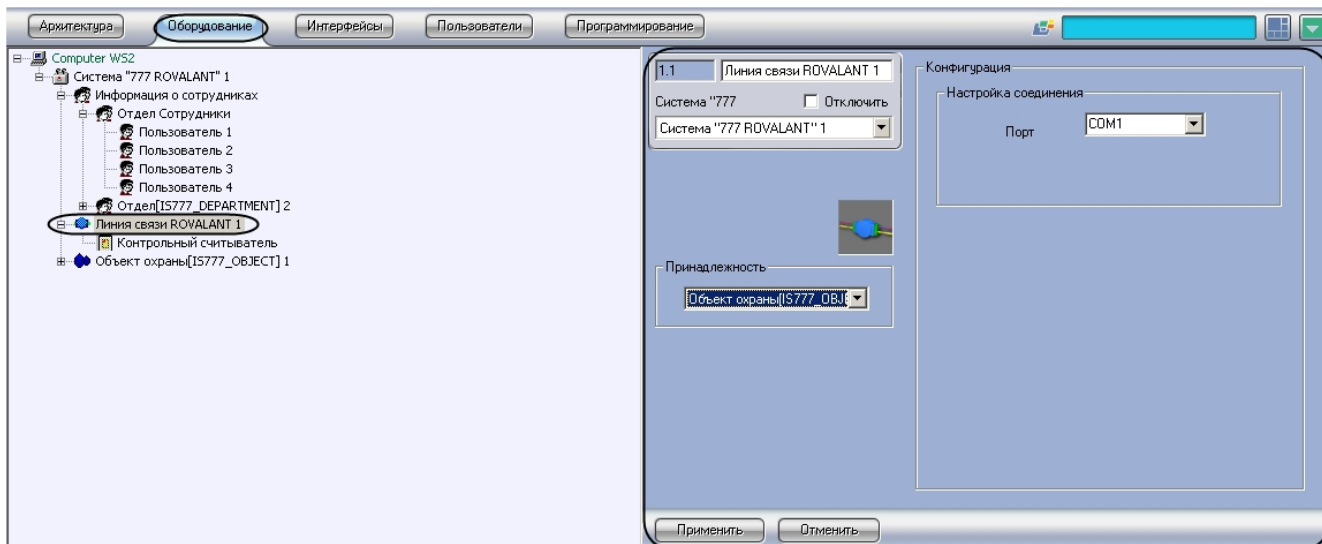 Архитектура Оборудование Интерфейсы Пользователи Программирование
Computer WS2
Система "777 ROVALANT" 1
Информация о сотрудниках
Отдел Сотрудники
Пользователь 1
Пользователь 2
Пользователь 3
Пользователь 4
Отдел[IS777_DEPARTMENT] 2
Линия связи ROVALANT 1
Контрольный считыватель
Объект охраны[IS777_OBJECT] 1
1.1 Линия связи ROVALANT 1
Система "777 Отключить
Система "777 ROVALANT" 1
Принадлежность
Объект охраны[IS777_OBJE
Конфигурация
Настройка соединения
Порт COM1
Применить Отменить